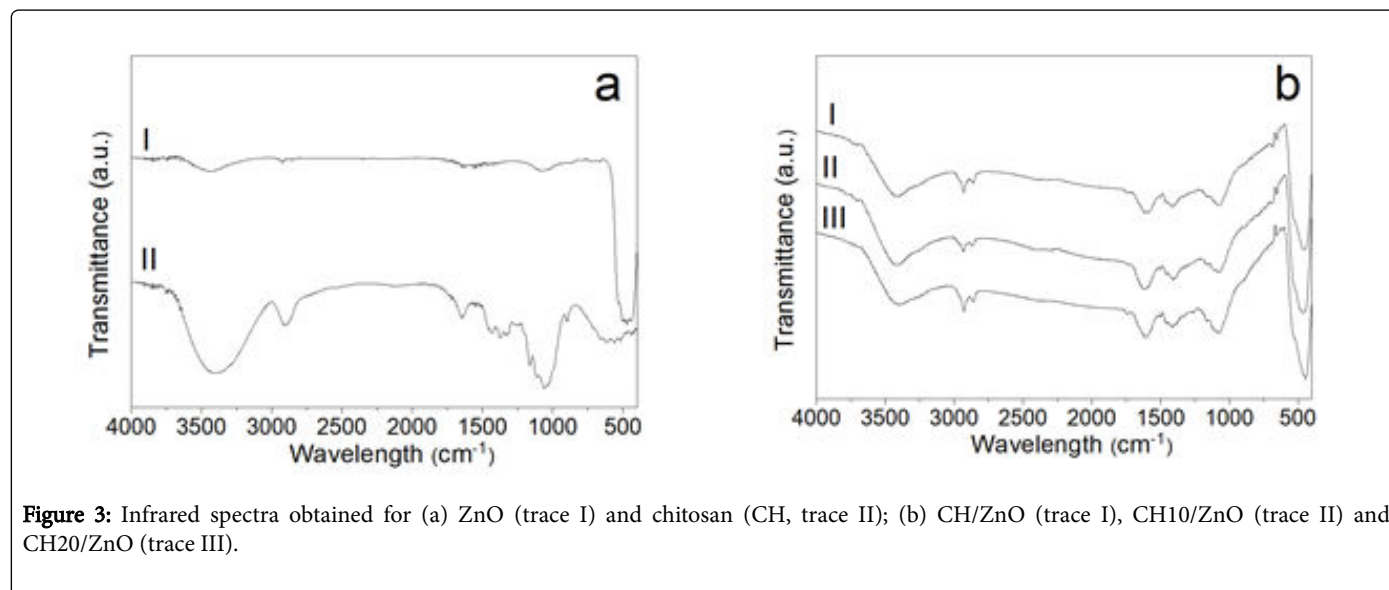 a
I
II
Transmittance (a.u.)
4000 3500 3000 2500 2000 1500 1000 500
Wavelength (cm⁻¹)
b
I
II
III
Transmittance (a.u.)
4000 3500 3000 2500 2000 1500 1000 500
Wavelength (cm⁻¹)
Figure 3: Infrared spectra obtained for (a) ZnO (trace I) and chitosan (CH, trace II); (b) CH/ZnO (trace I), CH10/ZnO (trace II) and
CH20/ZnO (trace III).